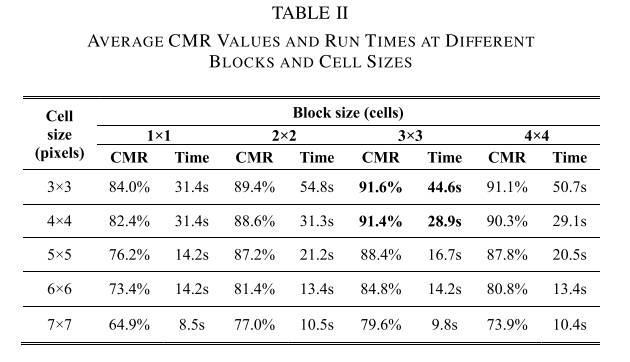 TABLE II
AVERAGE CMR VALUES AND RUN TIMES AT DIFFERENT
BLOCKS AND CELL SIZES
Cell size (pixels) Block size (cells)
1×1 2×2 3×3 4×4
CMR Time CMR Time CMR Time CMR Time
3×3 84.0% 31.4s 89.4% 54.8s 91.6% 44.6s 91.1% 50.7s
4×4 82.4% 31.4s 88.6% 31.3s 91.4% 28.9s 90.3% 29.1s
5×5 76.2% 14.2s 87.2% 21.2s 88.4% 16.7s 87.8% 20.5s
6×6 73.4% 14.2s 81.4% 13.4s 84.8% 14.2s 80.8% 13.4s
7×7 64.9% 8.5s 77.0% 10.5s 79.6% 9.8s 73.9% 10.4s